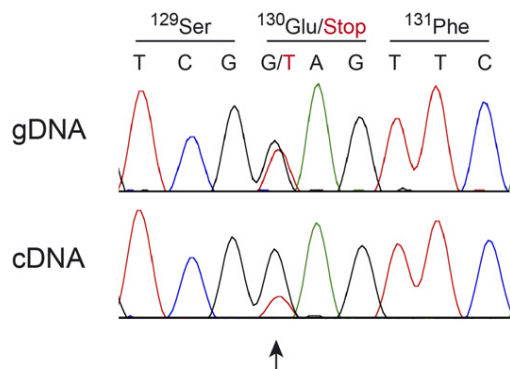 129Ser 130Glu/Stop 131Phe
T C G G/T A G T T C
gDNA
cDNA